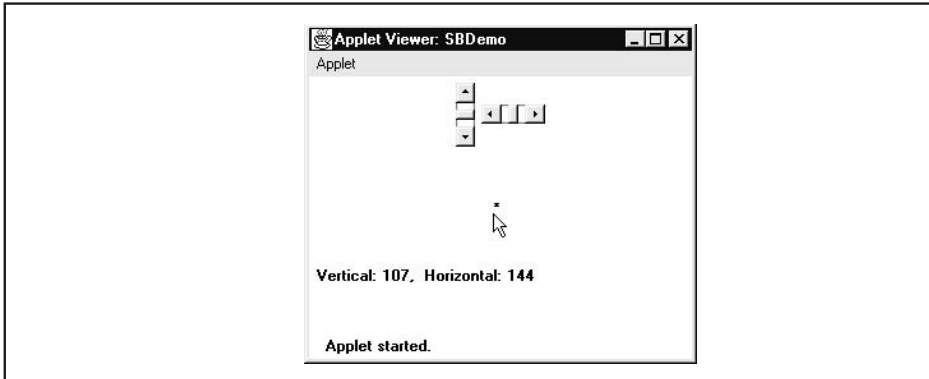 Applet Viewer: SBDemo
Applet
Vertical: 107, Horizontal: 144
Applet started.